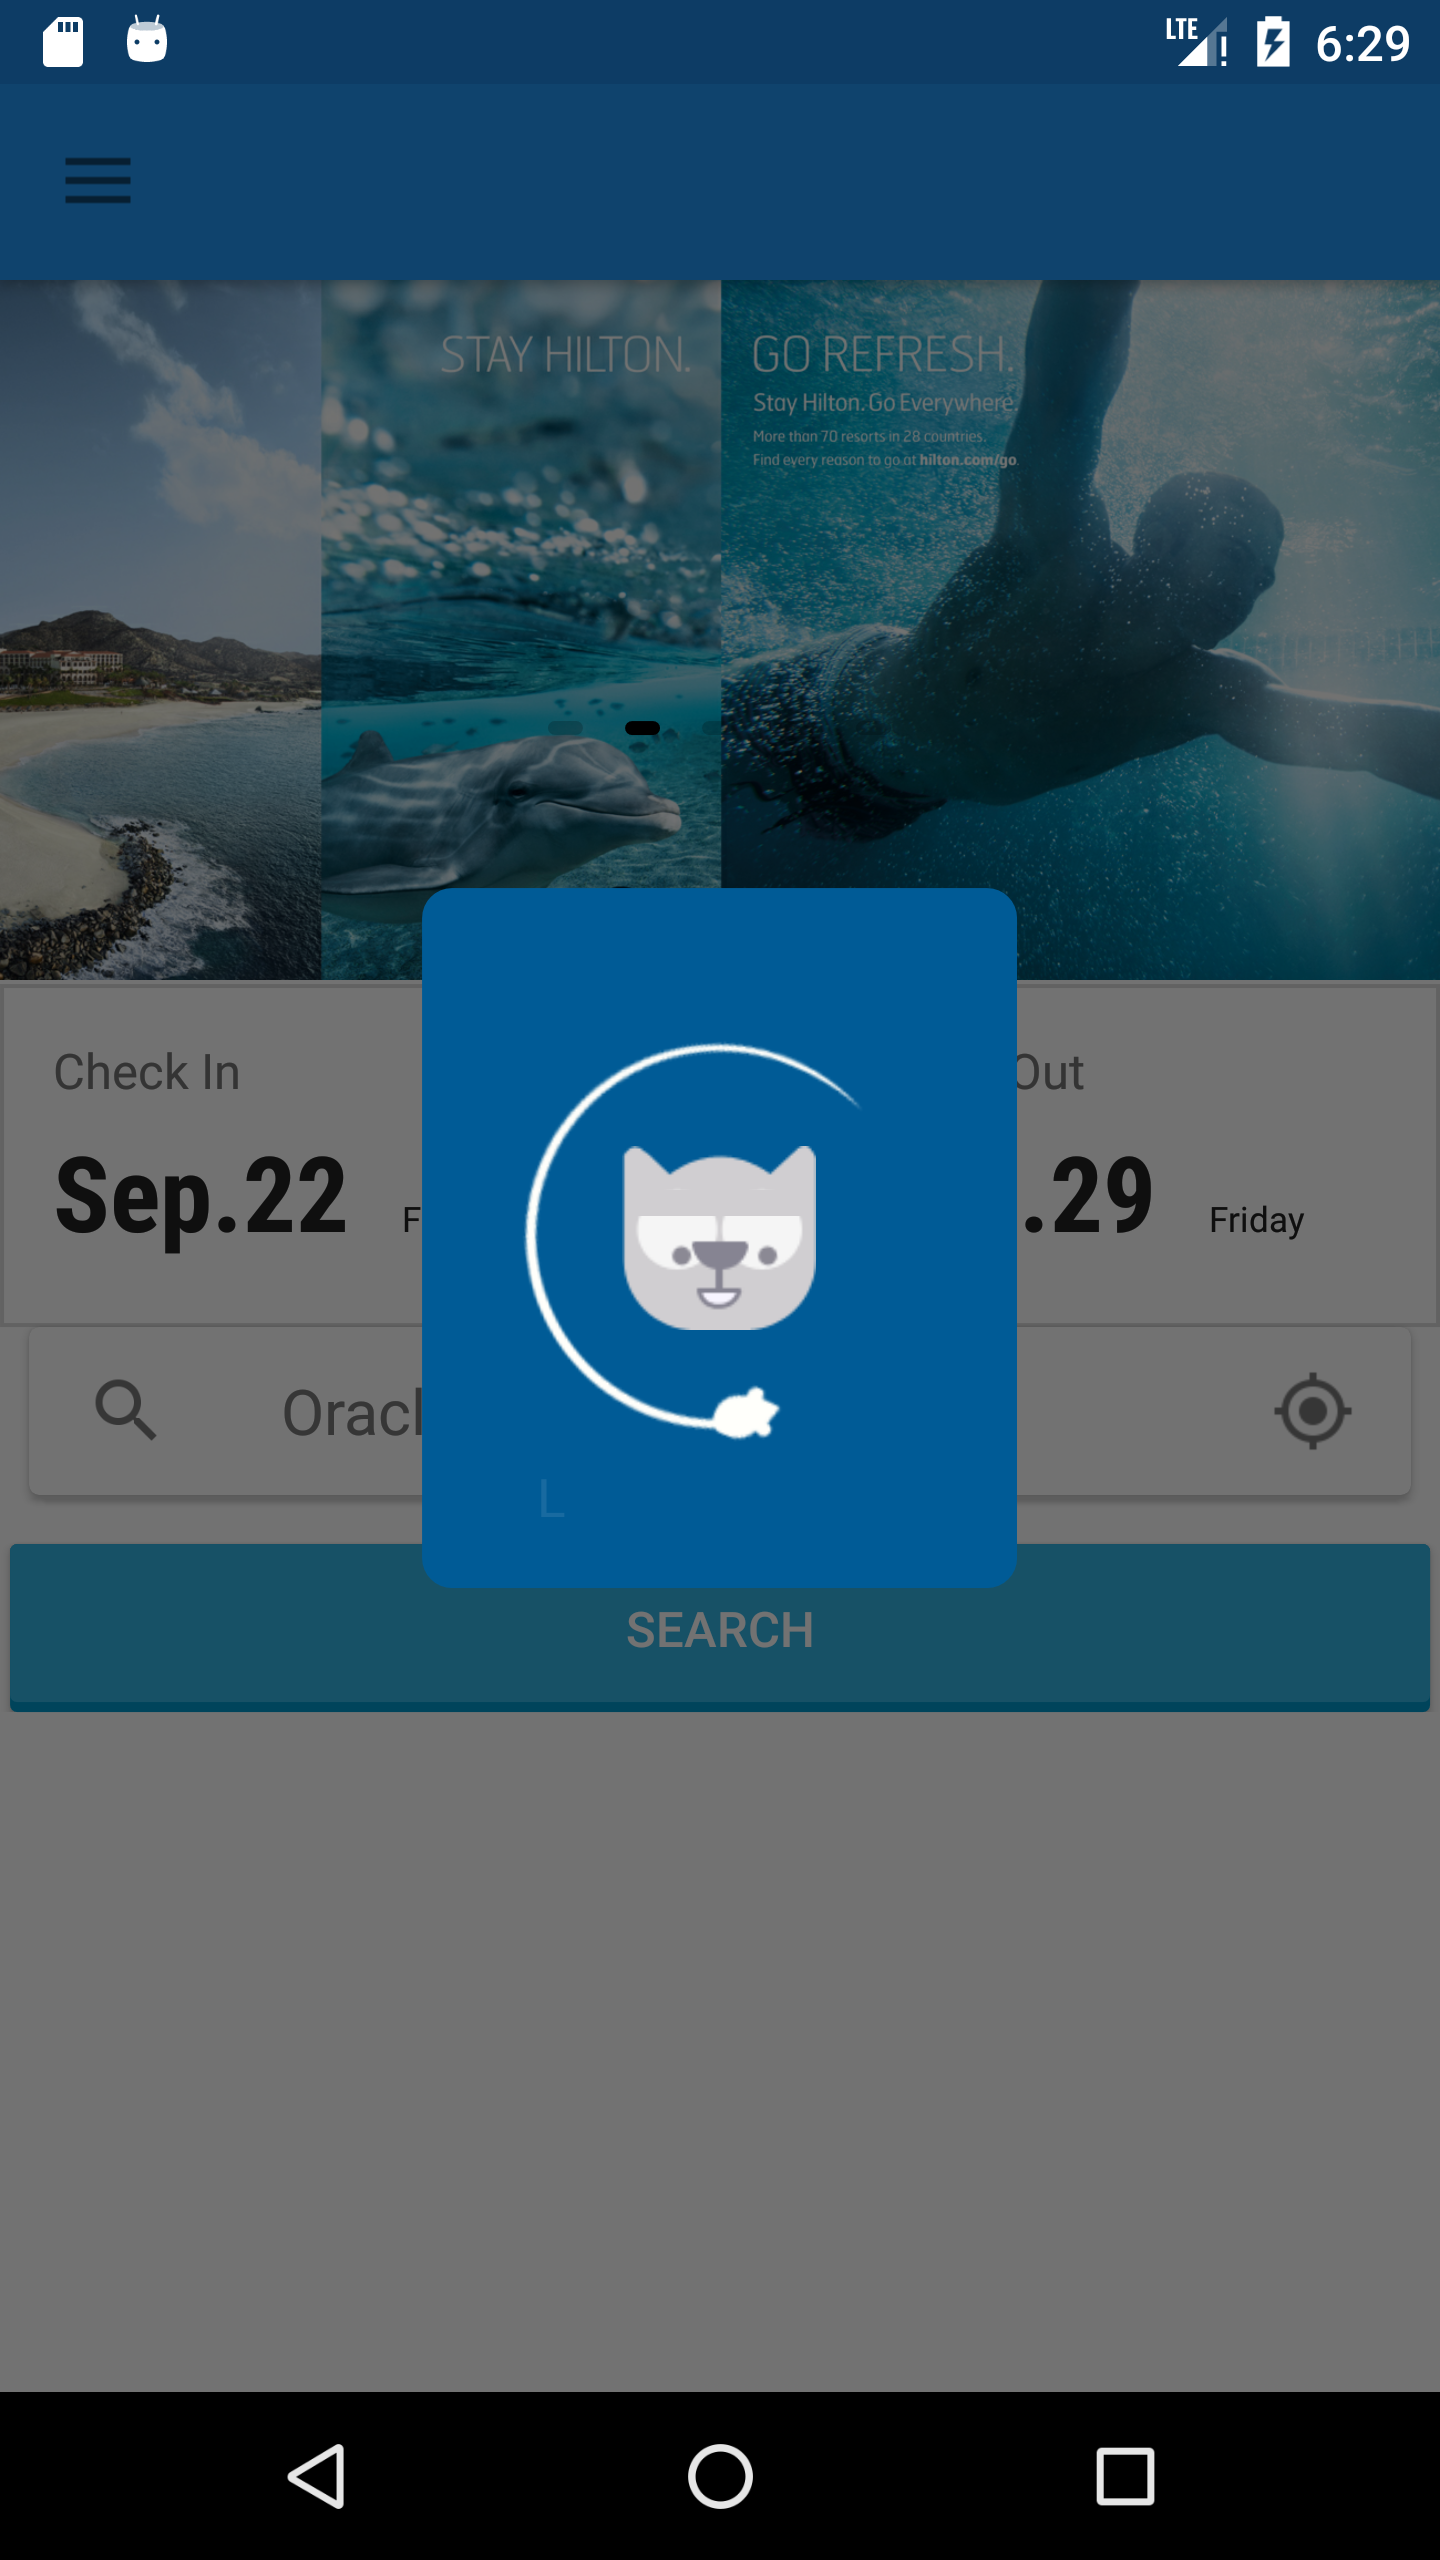 LTE 6:29
STAY HILTON.
GO REFRESH.
Stay Hilton. Go Everywhere.
More than 70 resorts in 28 countries.
Find every reason to go at hilton.com/go.
Check In
Out
Sep.22 F
.29 Friday
Oracl
L
SEARCH